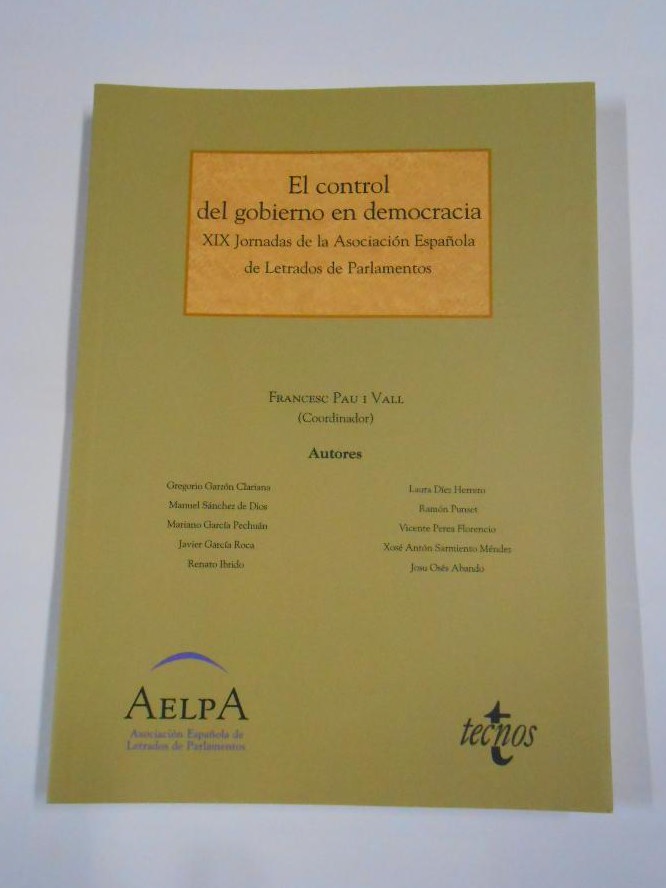 El control
del gobierno en democracia
XIX Jornadas de la Asociación Española
de Letrados de Parlamentos
Francesc Pau i Vall
(Coordinador)
Autores
Gregorio Garzón Clariana
Manuel Sánchez de Dios
Mariano García Pechuán
Javier García Roca
Renato Ibrido
Laura Díez Herrero
Ramón Punset
Vicente Perea Florencio
Xosé Antón Sarmiento Méndez
Josu Osés Abando
AELPA
Asociación Española de
Letrados de Parlamentos
tecnos